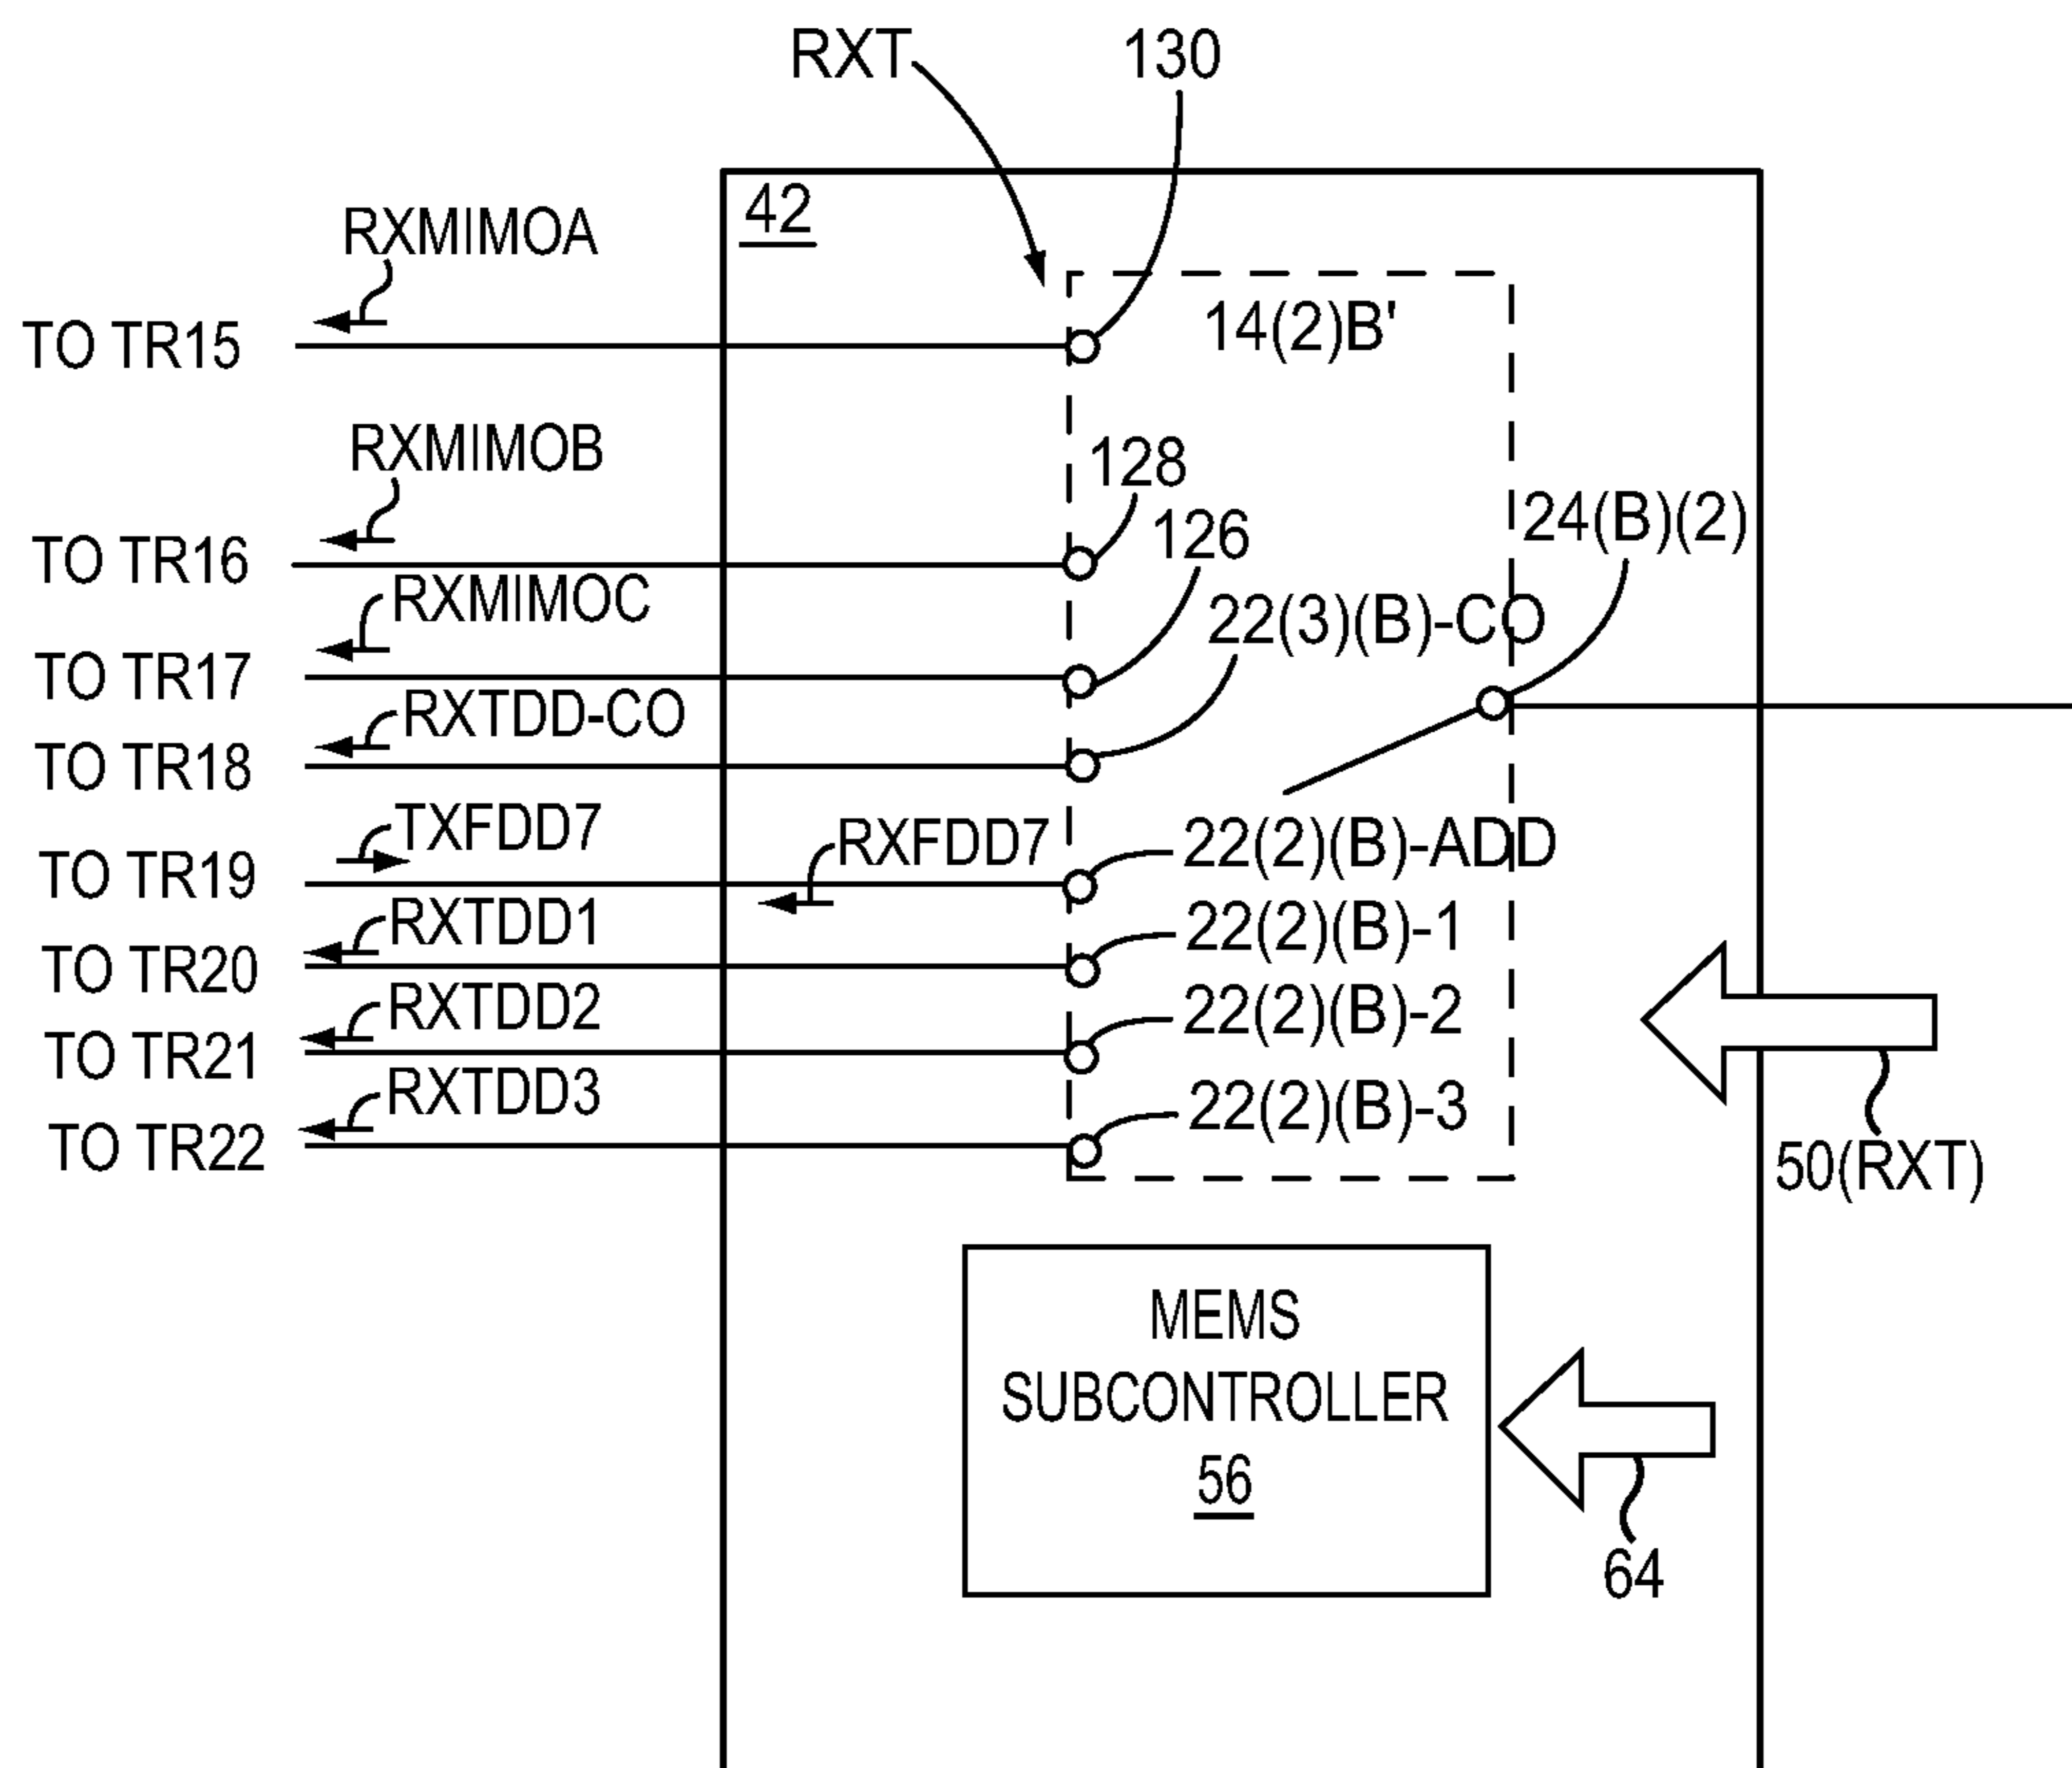 RXT
130
42
RXMIMOA
14(2)B'
TO TR15
RXMIMOB
128
24(B)(2)
126
TO TR16
RXMIMOC
22(3)(B)-CO
TO TR17
RXTDD-CO
TO TR18
TXFDD7
RXFDD7
22(2)(B)-ADD
TO TR19
RXTDD1
22(2)(B)-1
TO TR20
RXTDD2
22(2)(B)-2
TO TR21
RXTDD3
22(2)(B)-3
TO TR22
50(RXT)
MEMS
SUBCONTROLLER
56
64